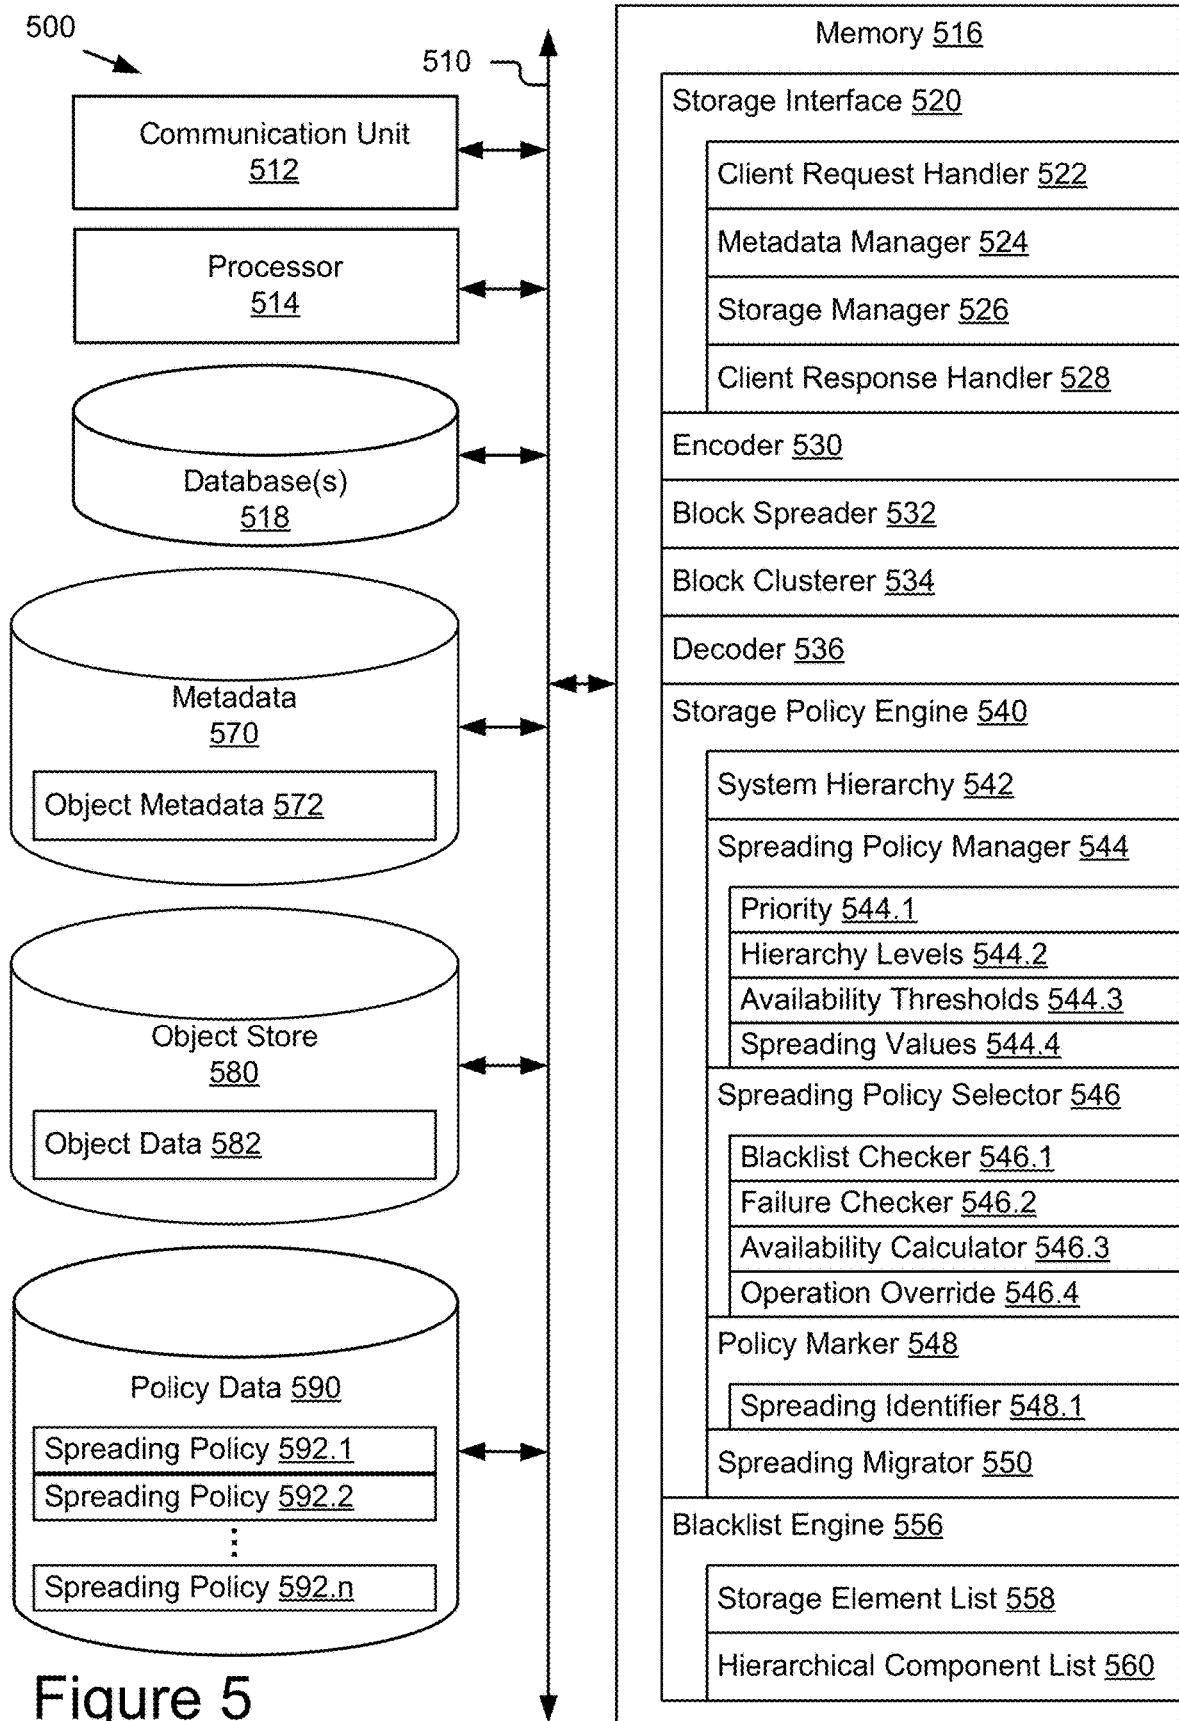 500
510
Communication Unit
512
Processor
514
Database(s)
518
Metadata
570
Object Metadata 572
Object Store
580
Object Data 582
Policy Data 590
Spreading Policy 592.1
Spreading Policy 592.2
⋮
Spreading Policy 592.n
Figure 5
Memory 516
Storage Interface 520
Client Request Handler 522
Metadata Manager 524
Storage Manager 526
Client Response Handler 528
Encoder 530
Block Spreader 532
Block Clusterer 534
Decoder 536
Storage Policy Engine 540
System Hierarchy 542
Spreading Policy Manager 544
Priority 544.1
Hierarchy Levels 544.2
Availability Thresholds 544.3
Spreading Values 544.4
Spreading Policy Selector 546
Blacklist Checker 546.1
Failure Checker 546.2
Availability Calculator 546.3
Operation Override 546.4
Policy Marker 548
Spreading Identifier 548.1
Spreading Migrator 550
Blacklist Engine 556
Storage Element List 558
Hierarchical Component List 560